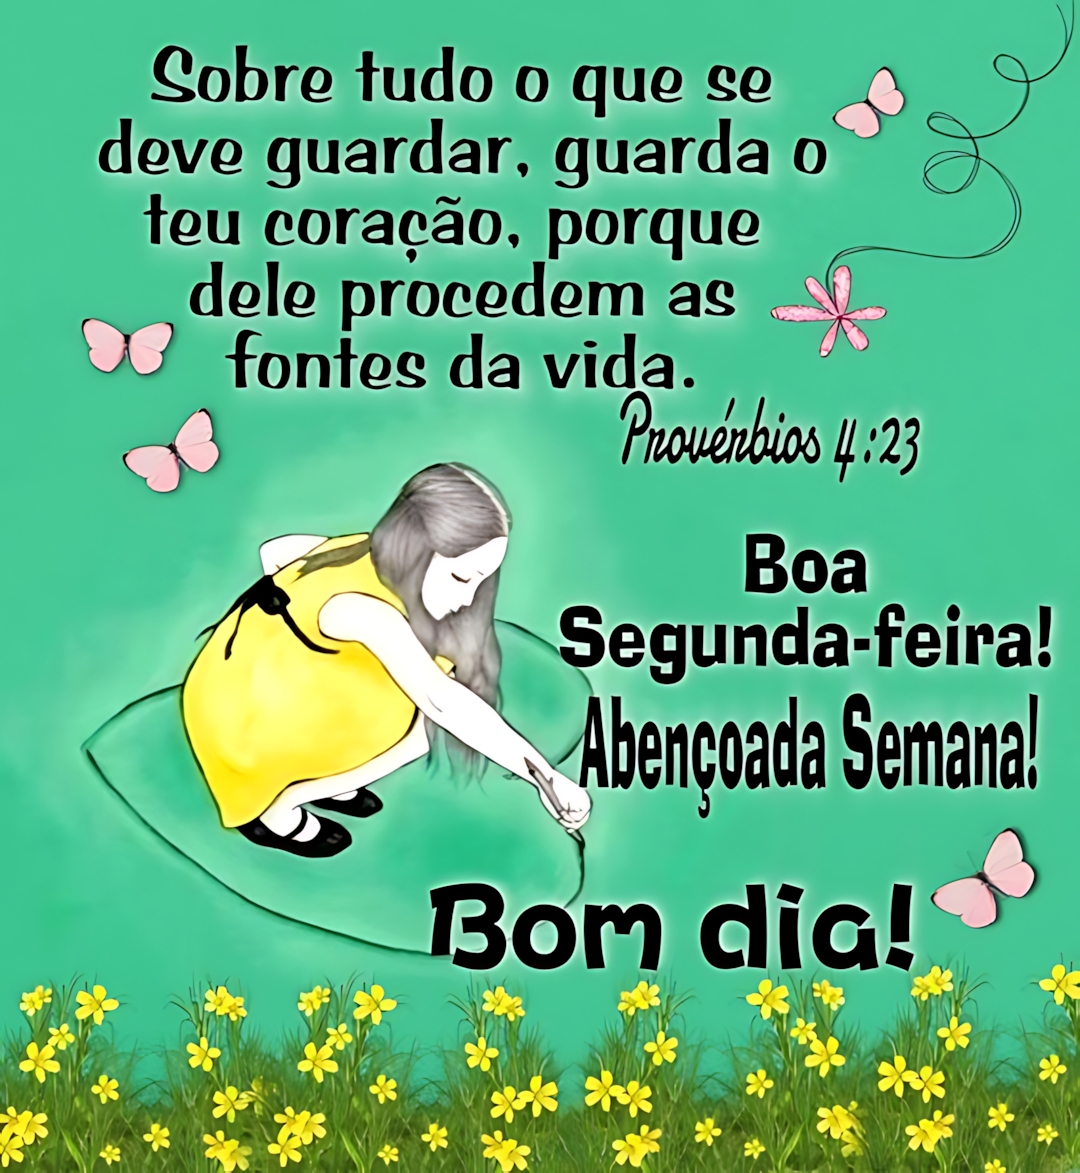 Sobre tudo o que se
deve guardar, guarda o
teu coração, porque
dele procedem as
fontes da vida.
Provérbios 4:23
Boa
Segunda-feira!
Abençoada Semana!
Bom dia!